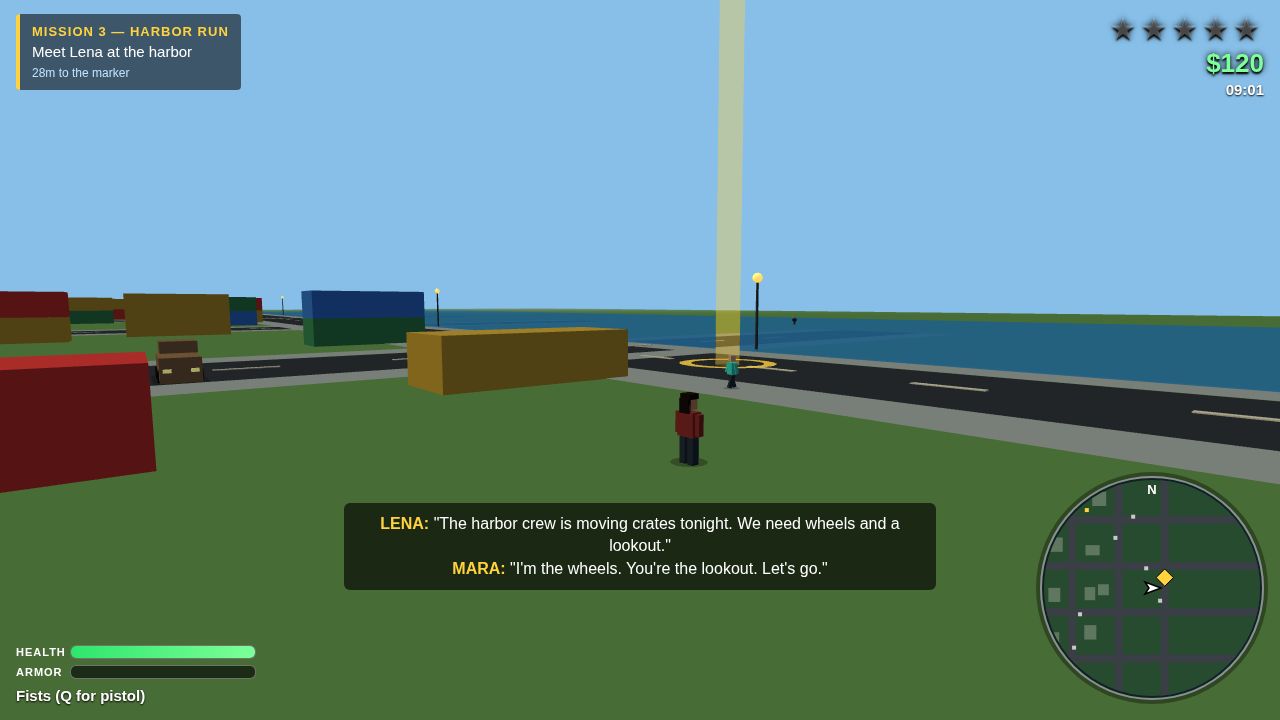 MISSION 3 — HARBOR RUN
Meet Lena at the harbor
28m to the marker
$120
09:01
LENA: "The harbor crew is moving crates tonight. We need wheels and a
lookout."
MARA: "I'm the wheels. You're the lookout. Let's go."
N
HEALTH
ARMOR
Fists (Q for pistol)